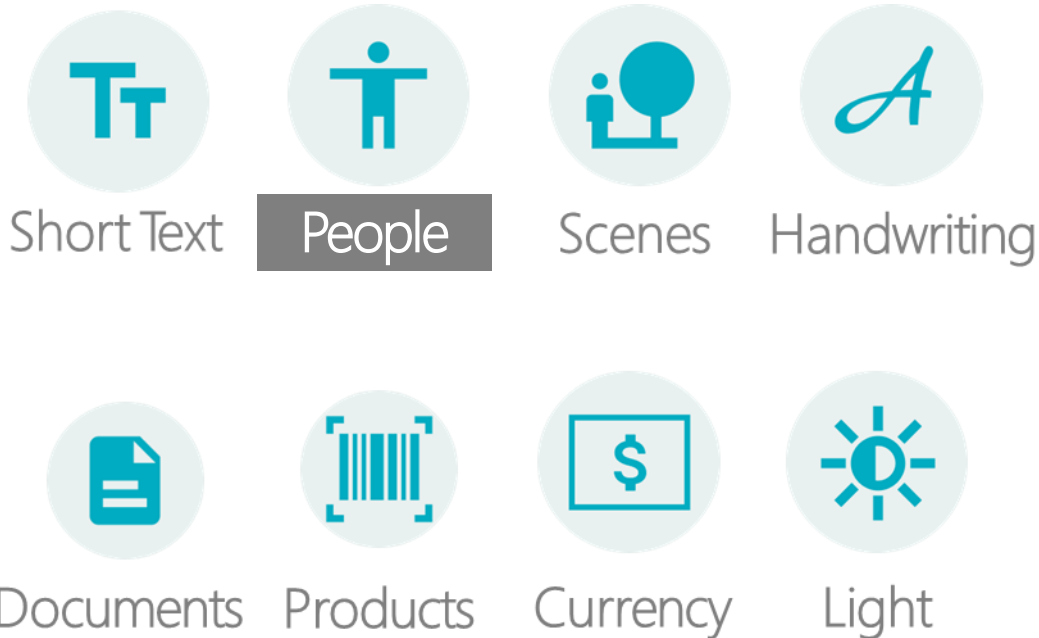 Short Text
People
Scenes
Handwriting
Documents
Products
Currency
Light